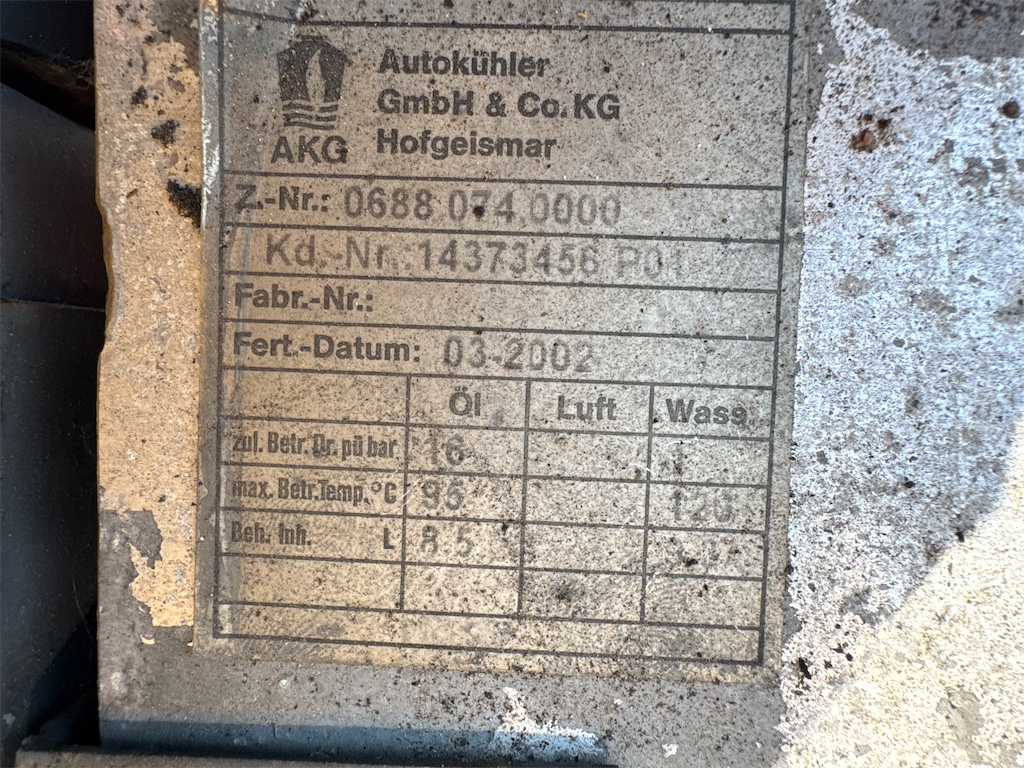 Autokühler
GmbH & Co. KG
AKG Hofgeismar
Z.-Nr.: 0688 074.0000
Kd.-Nr.: 14373456 P01
Fabr.-Nr.:
Fert.-Datum: 03-2002
Öl Luft Wass.
zul. Betr. Dr. pü bar 16
max. Betr. Temp. °C 95 120
Beh. Inh. L 8.5